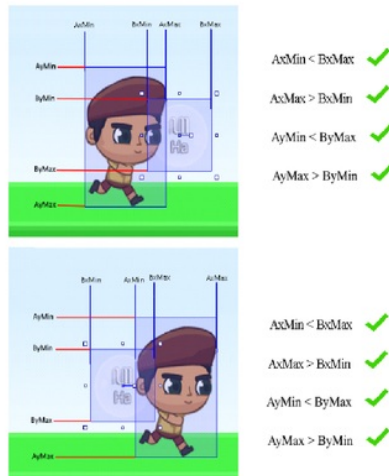 AxMin BxMin AxMax BxMax
AyMin
ByMin
ByMax
AyMax
AxMin < BxMax
AxMax > BxMin
AyMin < ByMax
AyMax > ByMin
BxMin AxMin BxMax AxMax
AyMin
ByMin
ByMax
AyMax
AxMin < BxMax
AxMax > BxMin
AyMin < ByMax
AyMax > ByMin